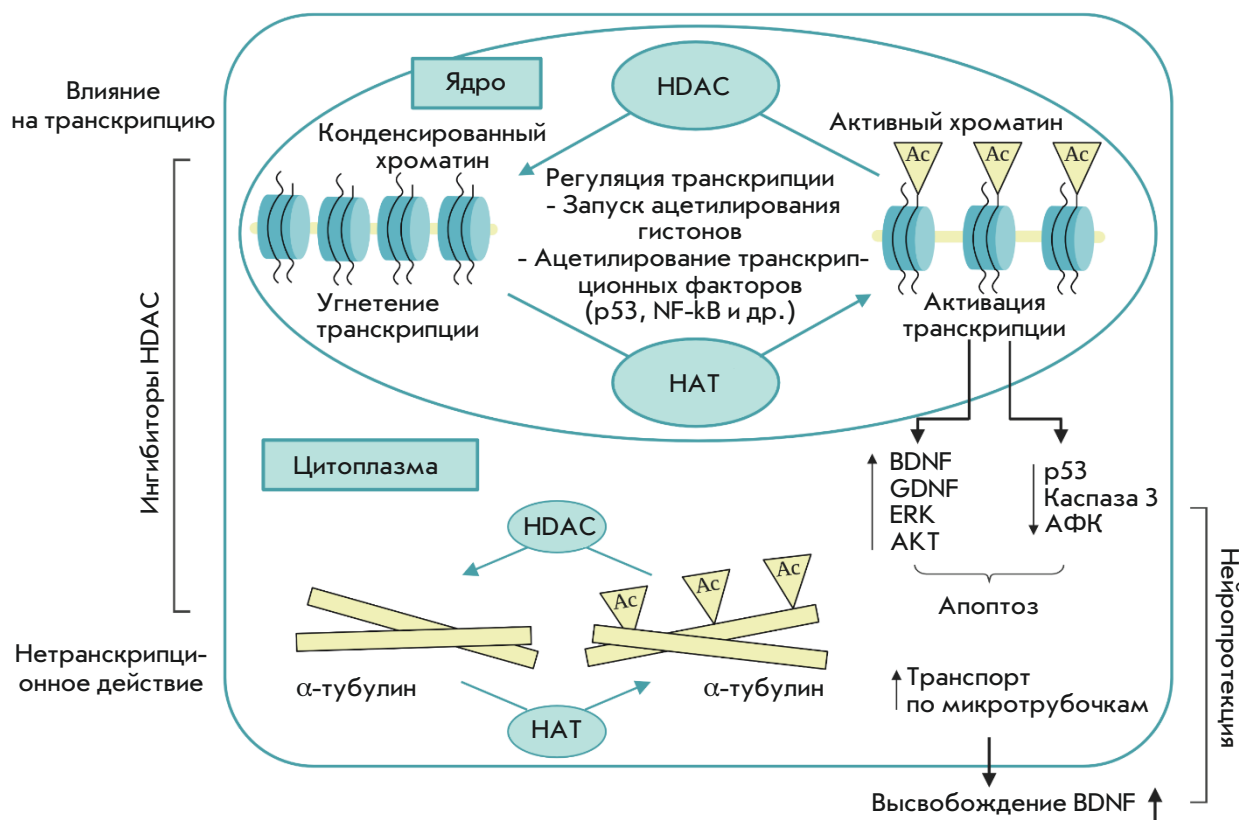 Влияние
на транскрипцию
Ингибиторы HDAC
Нетранскрипци-
онное действие
Ядро
HDAC
Конденсированный
хроматин
Активный хроматин
Ac
Ac
Ac
Регуляция транскрипции
- Запуск ацетилирования
гистонов
- Ацетилирование транскрип-
ционных факторов
(p53, NF-kB и др.)
Угнетение
транскрипции
Активация
транскрипции
HAT
Цитоплазма
BDNF
GDNF
ERK
AKT
p53
Каспаза 3
АФК
Апоптоз
HDAC
Ac
Ac
Ac
α-тубулин
α-тубулин
HAT
Транспорт
по микротрубочкам
Высвобождение BDNF
Нейропротекция